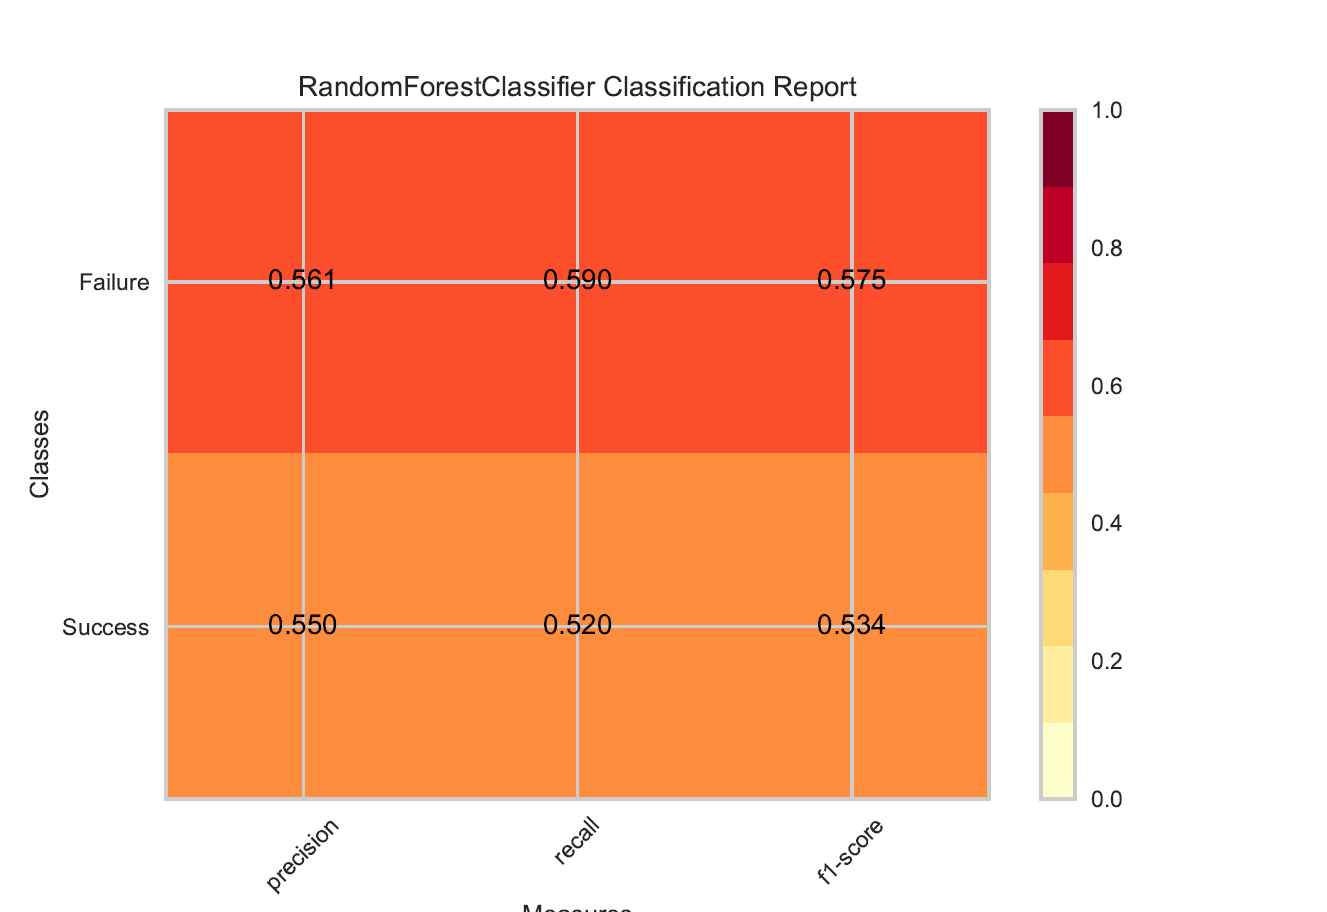 RandomForestClassifier Classification Report
Failure
0.561 0.590 0.575
Success
0.550 0.520 0.534
Classes
precision
recall
f1-score
Measures
1.0
0.8
0.6
0.4
0.2
0.0